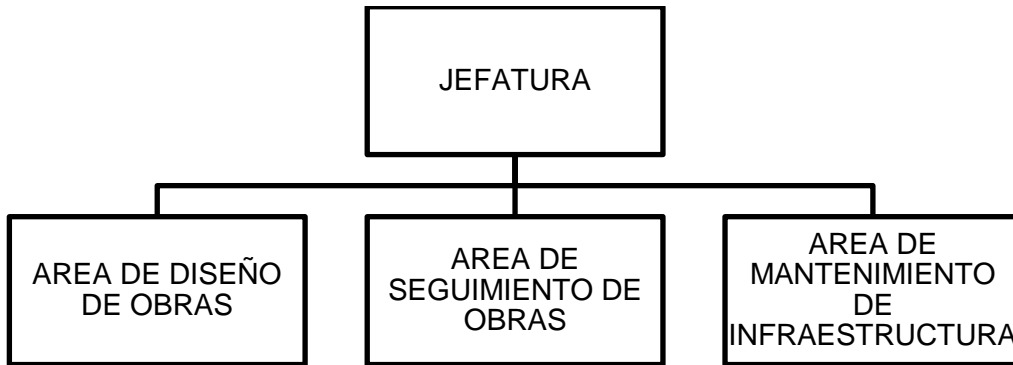 JEFATURA
AREA DE DISEÑO
DE OBRAS
AREA DE
SEGUIMIENTO DE
OBRAS
AREA DE
MANTENIMIENTO
DE
INFRAESTRUCTURA